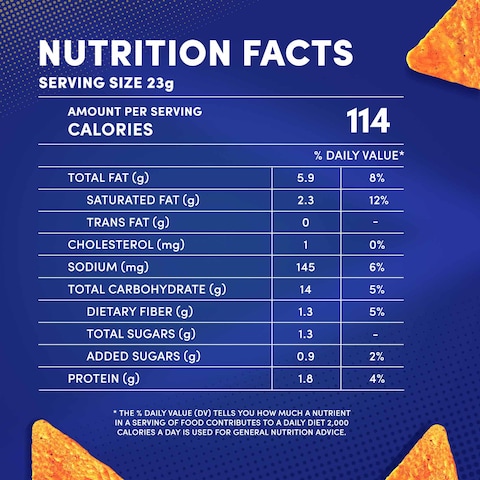 NUTRITION FACTS
SERVING SIZE 23g
AMOUNT PER SERVING
CALORIES 114
% DAILY VALUE*
TOTAL FAT (g) 5.9 8%
SATURATED FAT (g) 2.3 12%
TRANS FAT (g) 0 -
CHOLESTEROL (mg) 1 0%
SODIUM (mg) 145 6%
TOTAL CARBOHYDRATE (g) 14 5%
DIETARY FIBER (g) 1.3 5%
TOTAL SUGARS (g) 1.3 -
ADDED SUGARS (g) 0.9 2%
PROTEIN (g) 1.8 4%
* THE % DAILY VALUE (DV) TELLS YOU HOW MUCH A NUTRIENT
IN A SERVING OF FOOD CONTRIBUTES TO A DAILY DIET 2,000
CALORIES A DAY IS USED FOR GENERAL NUTRITION ADVICE.